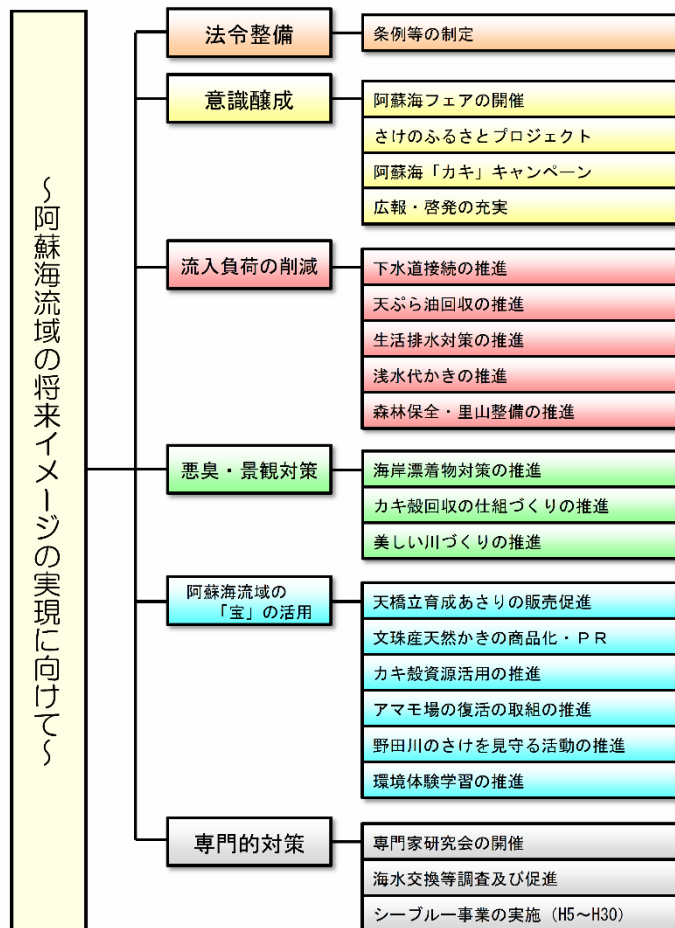 ～阿蘇海流域の将来イメージの実現に向けて～
法令整備
条例等の制定
意識醸成
阿蘇海フェアの開催
さけのふるさとプロジェクト
阿蘇海「カキ」キャンペーン
広報・啓発の充実
流入負荷の削減
下水道接続の推進
天ぷら油回収の推進
生活排水対策の推進
浅水代かきの推進
森林保全・里山整備の推進
悪臭・景観対策
海岸漂着物対策の推進
カキ殻回収の仕組づくりの推進
美しい川づくりの推進
阿蘇海流域の
「宝」の活用
天橋立育成あさりの販売促進
文珠産天然かきの商品化・ＰＲ
カキ殻資源活用の推進
アマモ場の復活の取組の推進
野田川のさけを見守る活動の推進
環境体験学習の推進
専門的対策
専門家研究会の開催
海水交換等調査及び促進
シーブルー事業の実施（H5～H30）